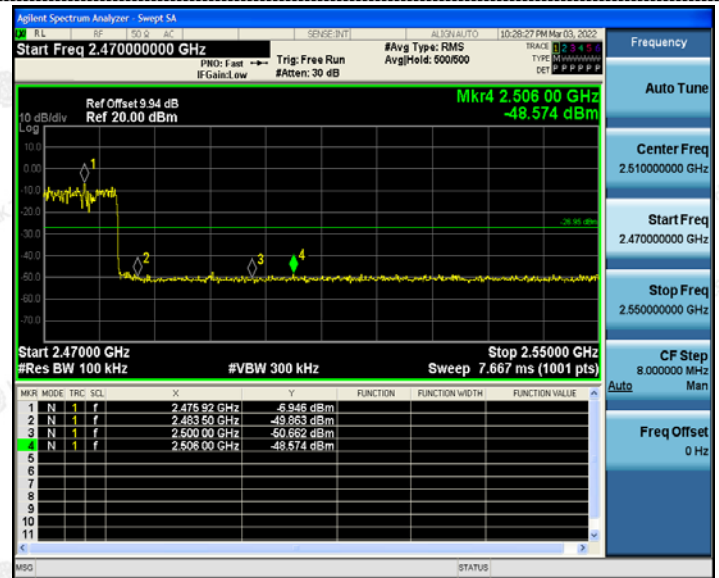 Agilent Spectrum Analyzer - Swept SA
RL RF 50 Ω AC SENSE:INT ALIGNAUTO 10:28:27 PM Mar 03, 2022
Start Freq 2.470000000 GHz
PNO: Fast
IFGain:Low
Trig: Free Run
#Atten: 30 dB
#Avg Type: RMS
Avg|Hold: 500/500
TRACE 1 2 3 4 5 6
TYPE M W W W W W
DET P P P P P P
Ref Offset 9.94 dB
10 dB/div Ref 20.00 dBm
Log
Mkr4 2.506 00 GHz
-48.574 dBm
10.0
0.00
-10.0
-20.0
-30.0
-40.0
-50.0
-60.0
-70.0
1
2
3
4
-26.95 dBm
Start 2.47000 GHz
Stop 2.55000 GHz
#Res BW 100 kHz #VBW 300 kHz Sweep 7.667 ms (1001 pts)
MKR MODE TRC SCL X Y FUNCTION FUNCTION WIDTH FUNCTION VALUE
1 N 1 f 2.475 92 GHz -6.946 dBm
2 N 1 f 2.483 50 GHz -49.863 dBm
3 N 1 f 2.500 00 GHz -50.662 dBm
4 N 1 f 2.506 00 GHz -48.574 dBm
5
6
7
8
9
10
11
MSG STATUS
Frequency
Auto Tune
Center Freq
2.510000000 GHz
Start Freq
2.470000000 GHz
Stop Freq
2.550000000 GHz
CF Step
8.000000 MHz
Auto Man
Freq Offset
0 Hz